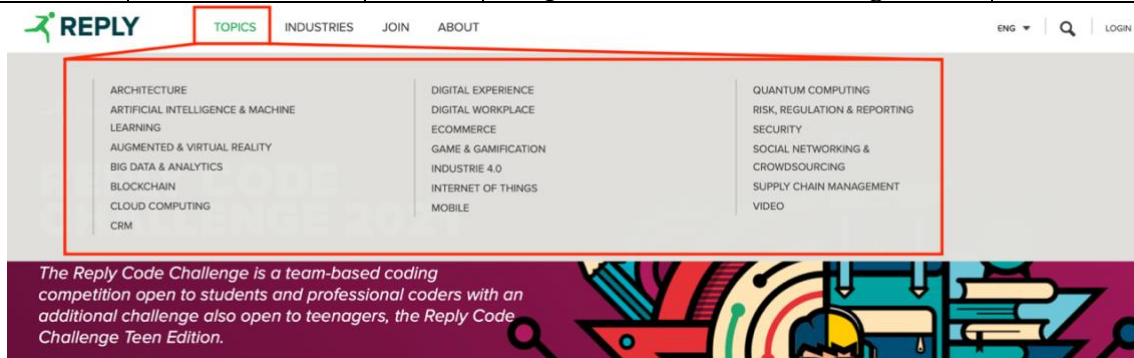 REPLY TOPICS INDUSTRIES JOIN ABOUT ENG LOGIN
ARCHITECTURE
ARTIFICIAL INTELLIGENCE & MACHINE
LEARNING
AUGMENTED & VIRTUAL REALITY
BIG DATA & ANALYTICS
BLOCKCHAIN
CLOUD COMPUTING
CRM
DIGITAL EXPERIENCE
DIGITAL WORKPLACE
ECOMMERCE
GAME & GAMIFICATION
INDUSTRIE 4.0
INTERNET OF THINGS
MOBILE
QUANTUM COMPUTING
RISK, REGULATION & REPORTING
SECURITY
SOCIAL NETWORKING &
CROWDSOURCING
SUPPLY CHAIN MANAGEMENT
VIDEO
CODE
CHALLENGE
The Reply Code Challenge is a team-based coding
competition open to students and professional coders with an
additional challenge also open to teenagers, the Reply Code
Challenge Teen Edition.